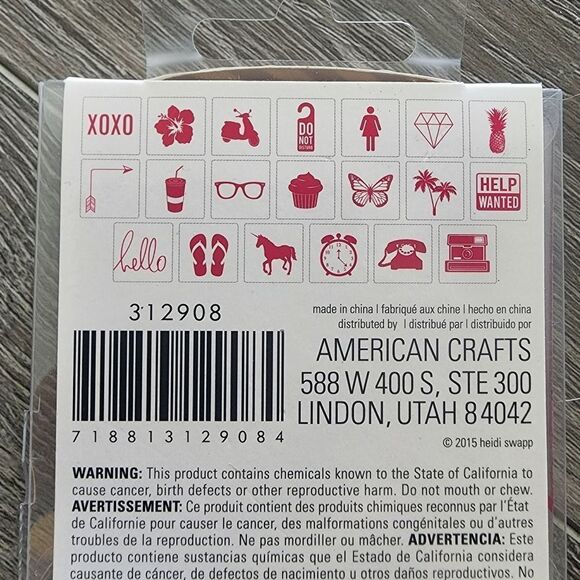 XOXO
DO
NOT
DISTURB
HELP
WANTED
hello
312908
made in china | fabriqué aux chine | hecho en china
distributed by | distribué par | distribuido por
AMERICAN CRAFTS
588 W 400 S, STE 300
LINDON, UTAH 84042
7 18813 12908 4
© 2015 heidi swapp
WARNING: This product contains chemicals known to the State of California to
cause cancer, birth defects or other reproductive harm. Do not mouth or chew.
AVERTISSEMENT: Ce produit contient des produits chimiques reconnus par l'État
de Californie pour causer le cancer, des malformations congénitales ou d'autres
troubles de la reproduction. Ne pas mordiller ou mâcher. ADVERTENCIA: Este
producto contiene sustancias químicas que el Estado de California considera
causante de cáncer, de defectos de nacimiento u otros daños reproductivos. No